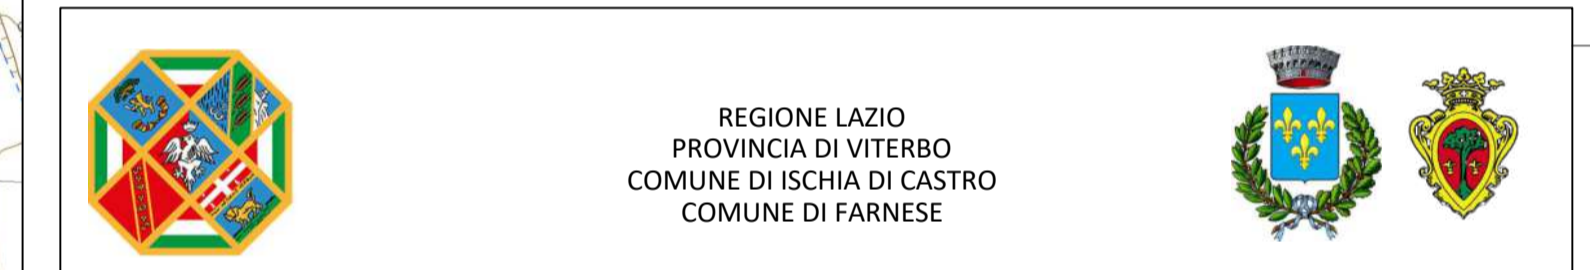 REGIONE LAZIO
PROVINCIA DI VITERBO
COMUNE DI ISCHIA DI CASTRO
COMUNE DI FARNESE